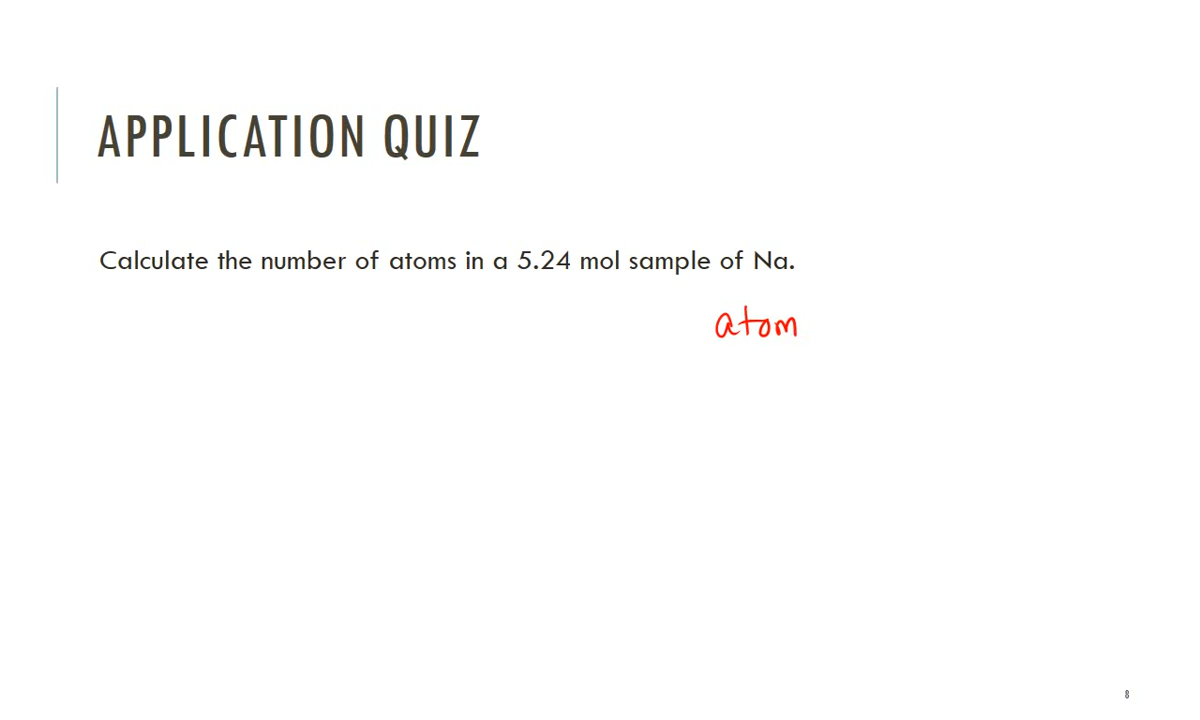 APPLICATION QUIZ
Calculate the number of atoms in a 5.24 mol sample of Na.
atom
8